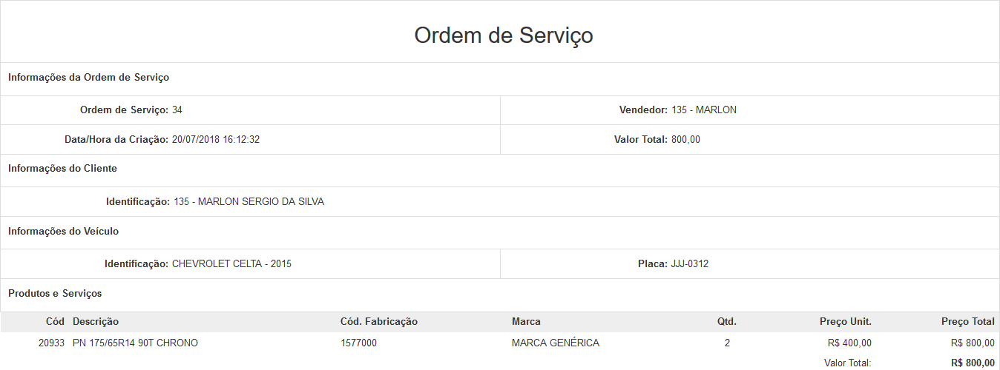 Ordem de Serviço
Informações da Ordem de Serviço
Ordem de Serviço: 34 Vendedor: 135 - MARLON
Data/Hora da Criação: 20/07/2018 16:12:32 Valor Total: 800,00
Informações do Cliente
Identificação: 135 - MARLON SERGIO DA SILVA
Informações do Veículo
Identificação: CHEVROLET CELTA - 2015 Placa: JJJ-0312
Produtos e Serviços
Cód Descrição Cód. Fabricação Marca Qtd. Preço Unit. Preço Total
20933 PN 175/65R14 90T CHRONO 1577000 MARCA GENÉRICA 2 R$ 400,00 R$ 800,00
Valor Total: R$ 800,00